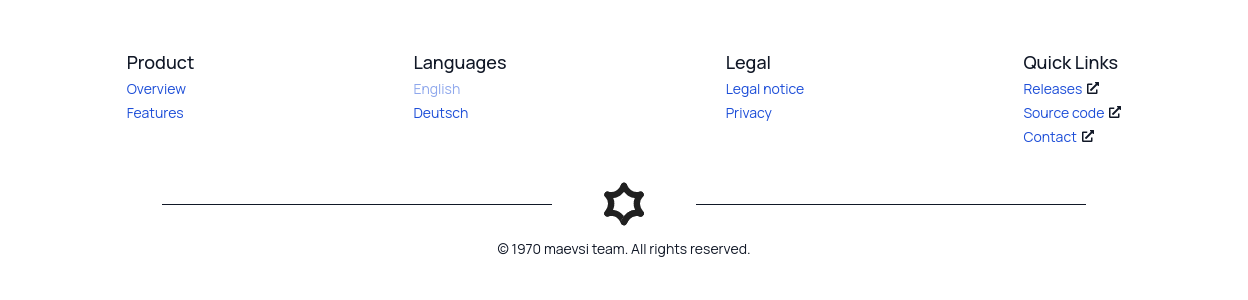 Product
Overview
Features
Languages
English
Deutsch
Legal
Legal notice
Privacy
Quick Links
Releases
Source code
Contact
© 1970 maevsi team. All rights reserved.